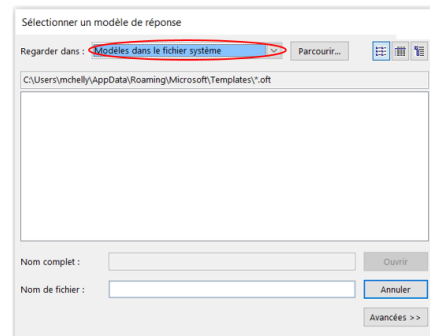 Sélectionner un modèle de réponse
Regarder dans : Modèles dans le fichier système Parcourir...
C:\Users\mchelly\AppData\Roaming\Microsoft\Templates\*.oft
Nom complet : Ouvrir
Nom de fichier : Annuler
Avancées >>